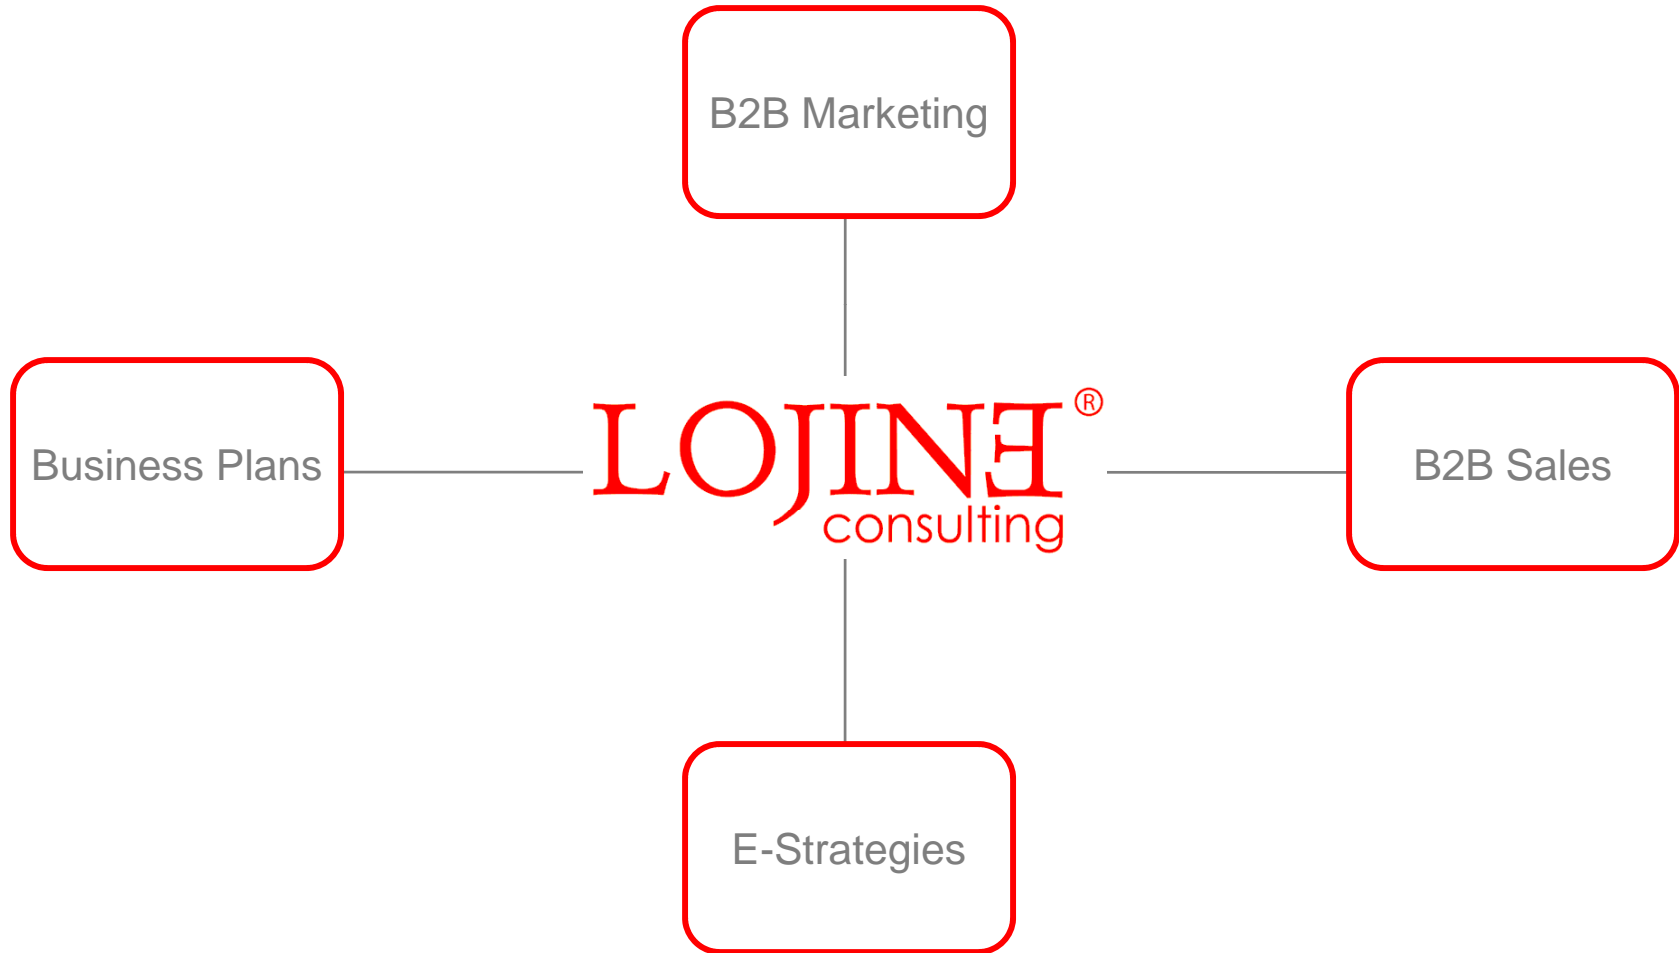 B2B Marketing
Business Plans
LOJINE®
consulting
B2B Sales
E-Strategies